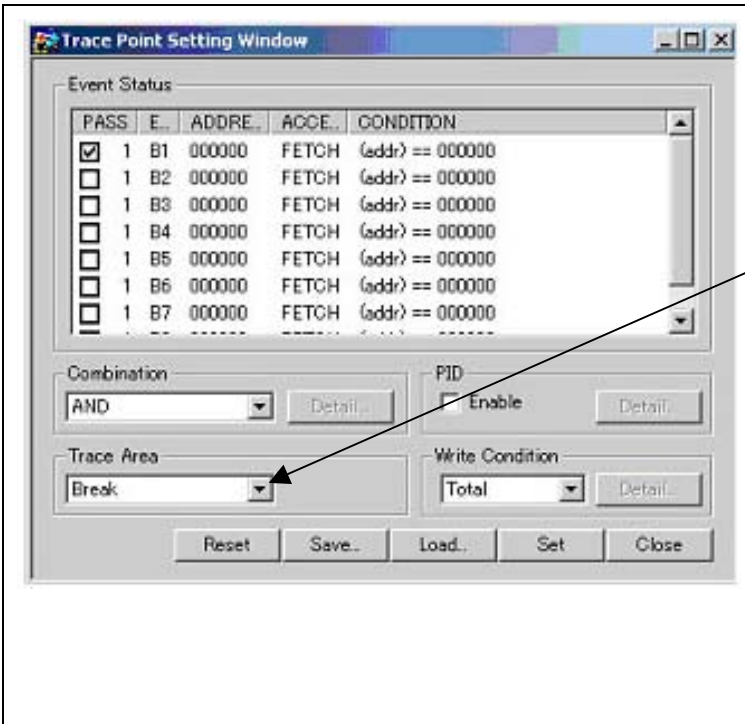 Trace Point Setting Window
Event Status
PASS E.. ADDRE.. ACCE.. CONDITION
1 B1 000000 FETCH (addr) == 000000
1 B2 000000 FETCH (addr) == 000000
1 B3 000000 FETCH (addr) == 000000
1 B4 000000 FETCH (addr) == 000000
1 B5 000000 FETCH (addr) == 000000
1 B6 000000 FETCH (addr) == 000000
1 B7 000000 FETCH (addr) == 000000
Combination PID
AND Detail... Enable Detail...
Trace Area Write Condition
Break Total Detail...
Reset Save... Load... Set Close